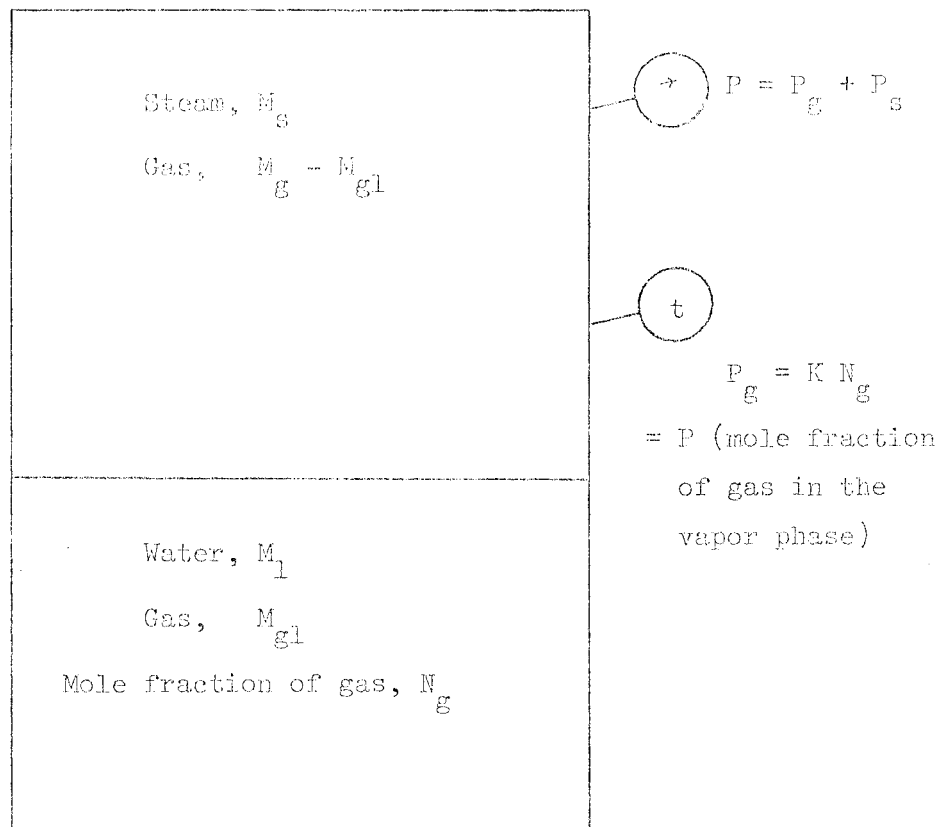 Steam, M_s
Gas, M_g - M_gl
P = P_g + P_s
t
P_g = K N_g
= P (mole fraction
of gas in the
vapor phase)
Water, M_l
Gas, M_gl
Mole fraction of gas, N_g